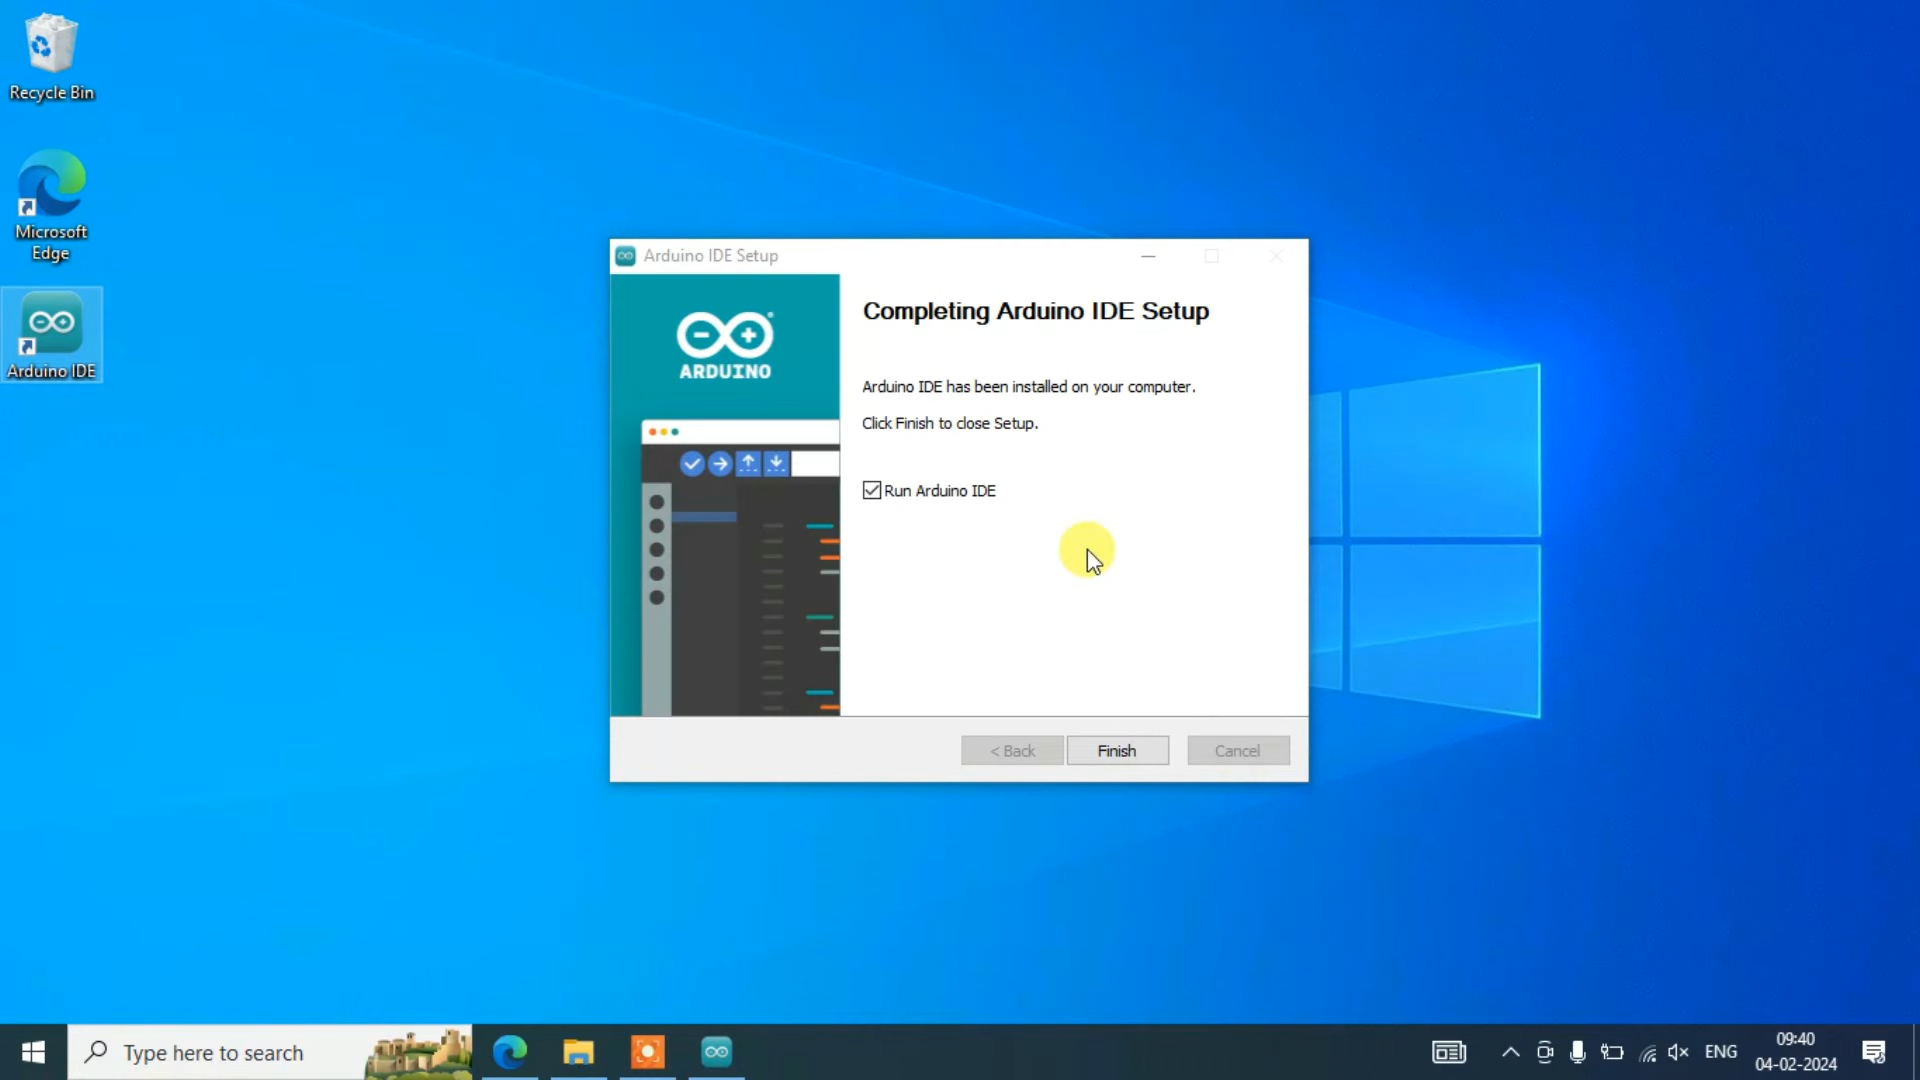 Recycle Bin
Microsoft
Edge
Arduino IDE
Arduino IDE Setup
ARDUINO
Completing Arduino IDE Setup
Arduino IDE has been installed on your computer.
Click Finish to close Setup.
Run Arduino IDE
< Back
Finish
Cancel
Type here to search
ENG
09:40
04-02-2024